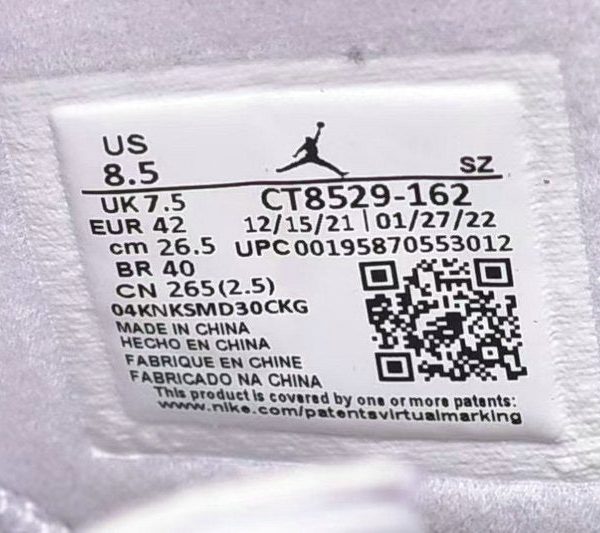 US
8.5
SZ
UK 7.5
CT8529-162
EUR 42
12/15/21 | 01/27/22
cm 26.5
UPC00195870553012
BR 40
CN 265(2.5)
04KNKSMD30CKG
MADE IN CHINA
HECHO EN CHINA
FABRIQUE EN CHINE
FABRICADO NA CHINA
This product is covered by one or more patents:
www.nike.com/patentsvirtualmarking